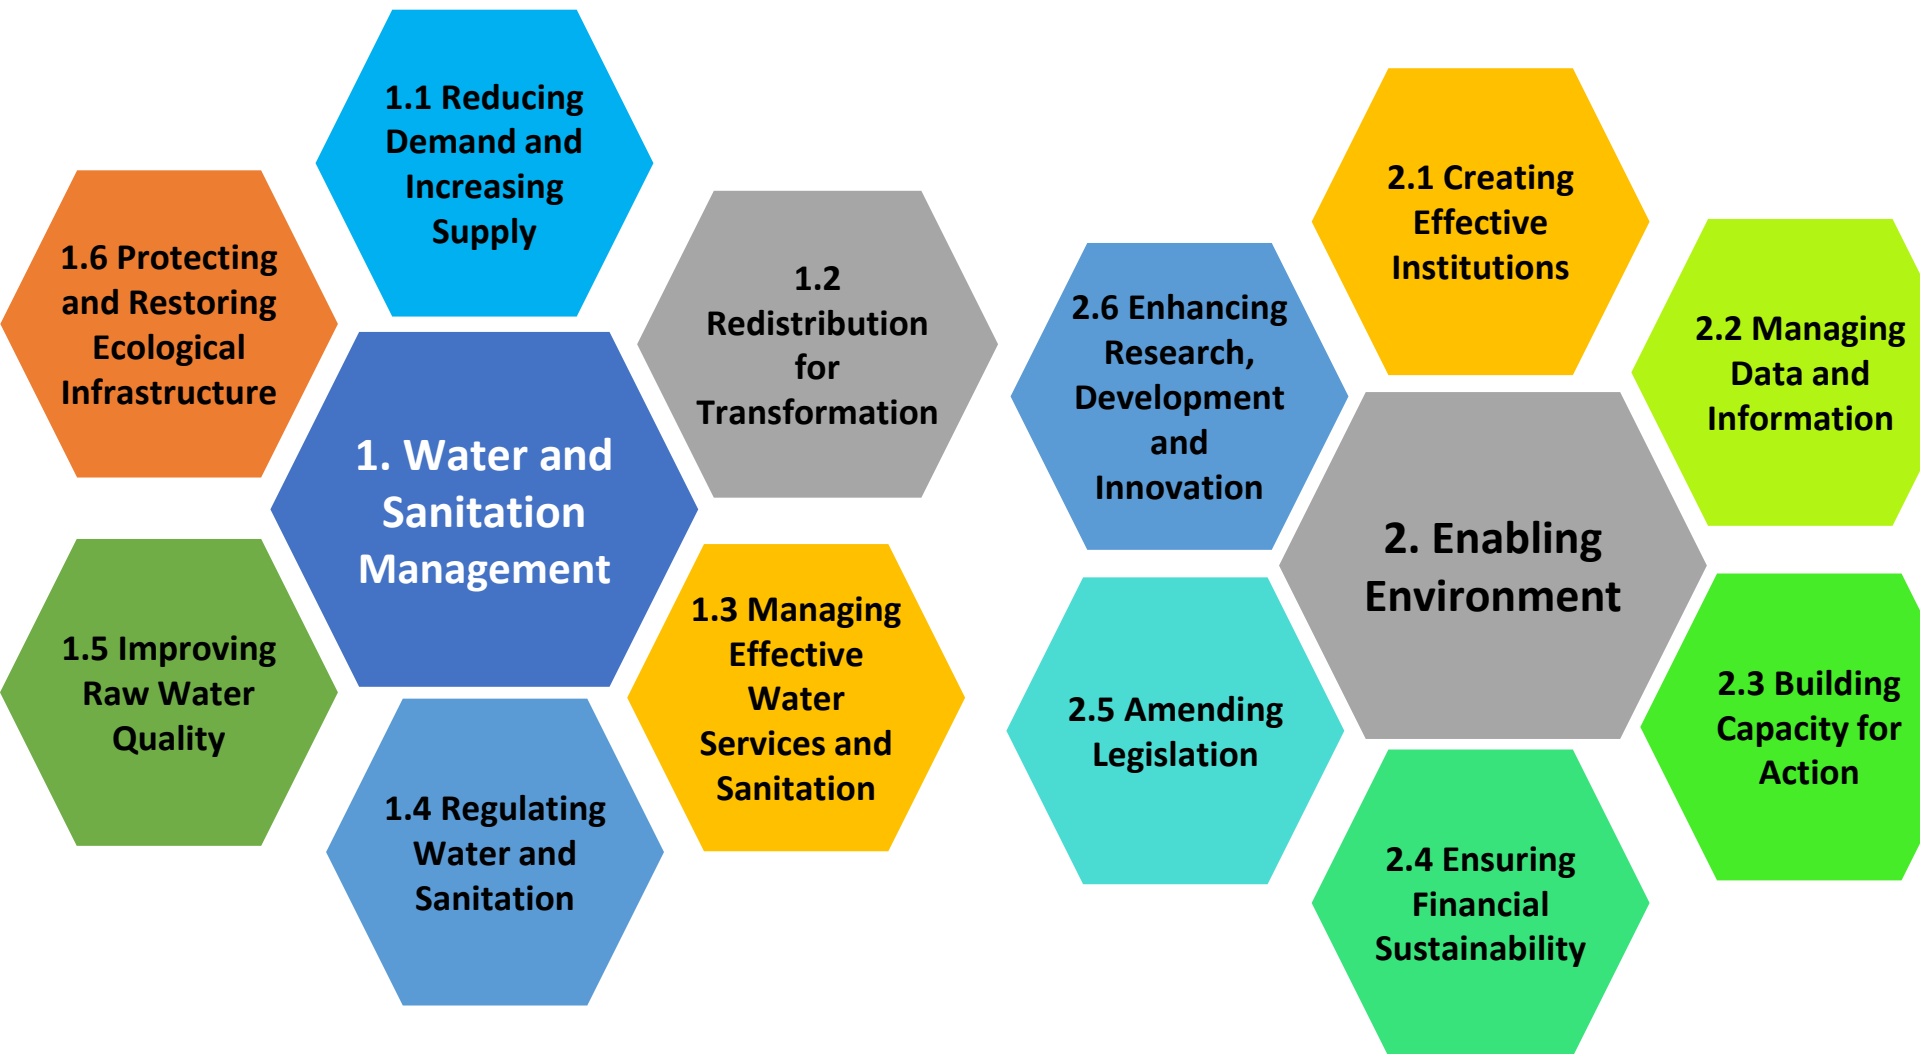 1.1 Reducing
Demand and
Increasing
Supply
1.2
Redistribution
for
Transformation
1.3 Managing
Effective
Water
Services and
Sanitation
1.4 Regulating
Water and
Sanitation
1.5 Improving
Raw Water
Quality
1.6 Protecting
and Restoring
Ecological
Infrastructure
1. Water and
Sanitation
Management
2.1 Creating
Effective
Institutions
2.2 Managing
Data and
Information
2.3 Building
Capacity for
Action
2.4 Ensuring
Financial
Sustainability
2.5 Amending
Legislation
2.6 Enhancing
Research,
Development
and
Innovation
2. Enabling
Environment